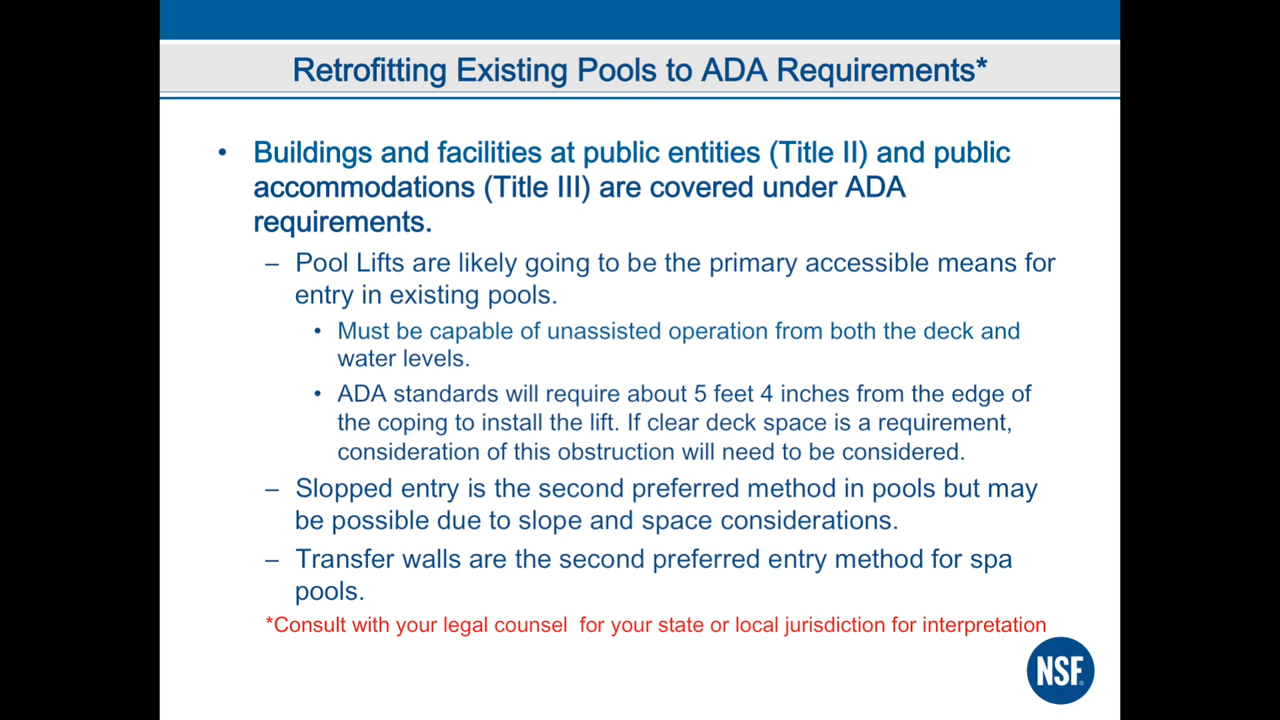 Retrofitting Existing Pools to ADA Requirements*
• Buildings and facilities at public entities (Title II) and public
accommodations (Title III) are covered under ADA
requirements.
– Pool Lifts are likely going to be the primary accessible means for
entry in existing pools.
• Must be capable of unassisted operation from both the deck and
water levels.
• ADA standards will require about 5 feet 4 inches from the edge of
the coping to install the lift. If clear deck space is a requirement,
consideration of this obstruction will need to be considered.
– Slopped entry is the second preferred method in pools but may
be possible due to slope and space considerations.
– Transfer walls are the second preferred entry method for spa
pools.
*Consult with your legal counsel  for your state or local jurisdiction for interpretation
NSF®